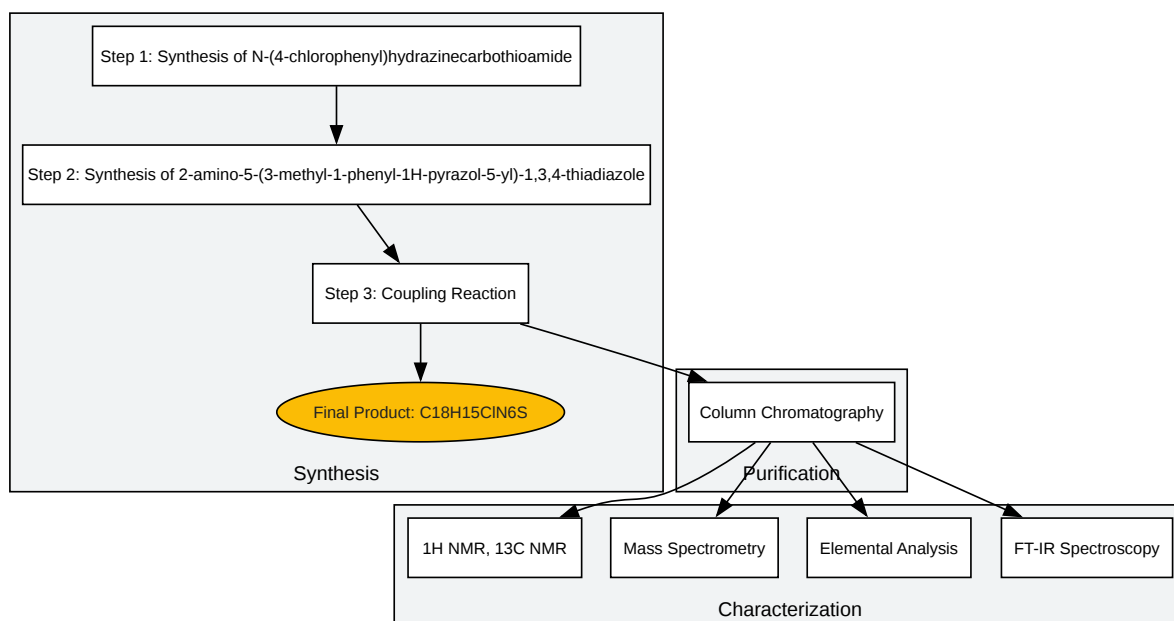 Step 1: Synthesis of N-(4-chlorophenyl)hydrazinecarbothioamide
Step 2: Synthesis of 2-amino-5-(3-methyl-1-phenyl-1H-pyrazol-5-yl)-1,3,4-thiadiazole
Step 3: Coupling Reaction
Final Product: C18H15ClN6S
Synthesis
Column Chromatography
Purification
1H NMR, 13C NMR
Mass Spectrometry
Elemental Analysis
FT-IR Spectroscopy
Characterization